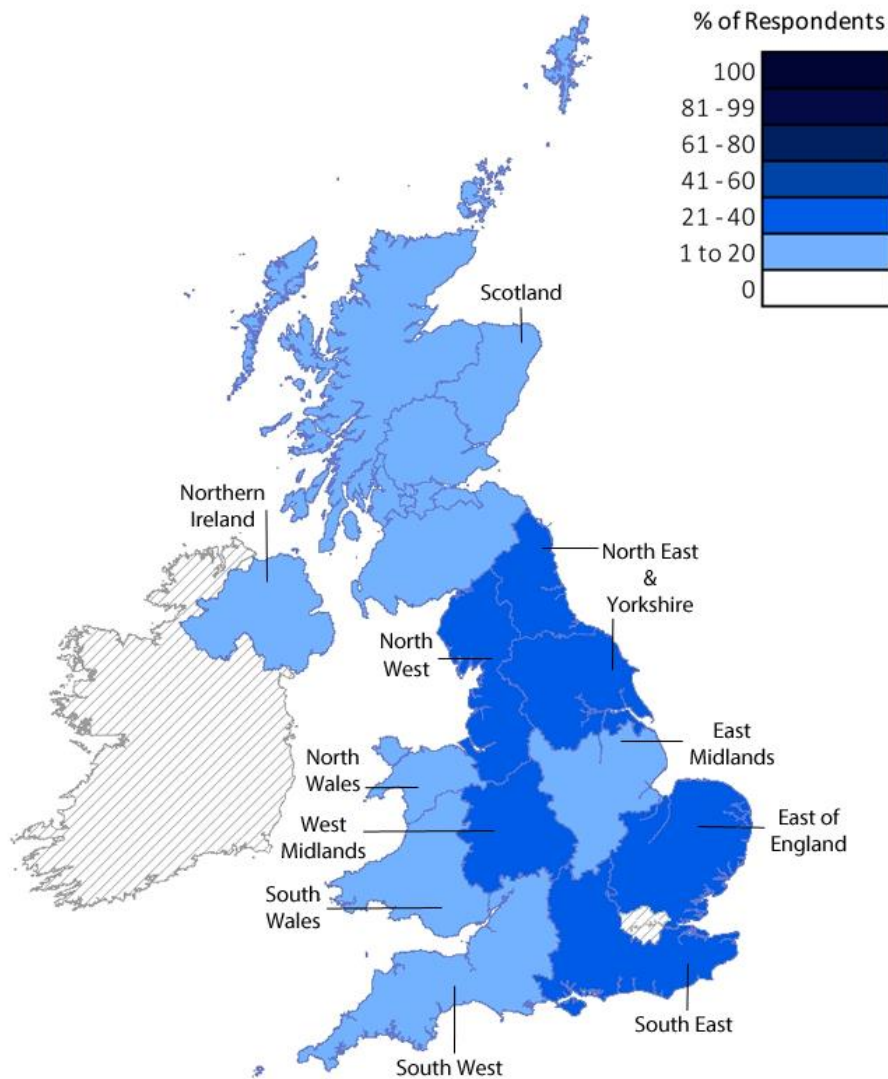 % of Respondents
100
81 - 99
61 - 80
41 - 60
21 - 40
1 to 20
0
Scotland
Northern
Ireland
North East
&
Yorkshire
North
West
East
Midlands
North
Wales
West
Midlands
East of
England
South
Wales
South East
South West